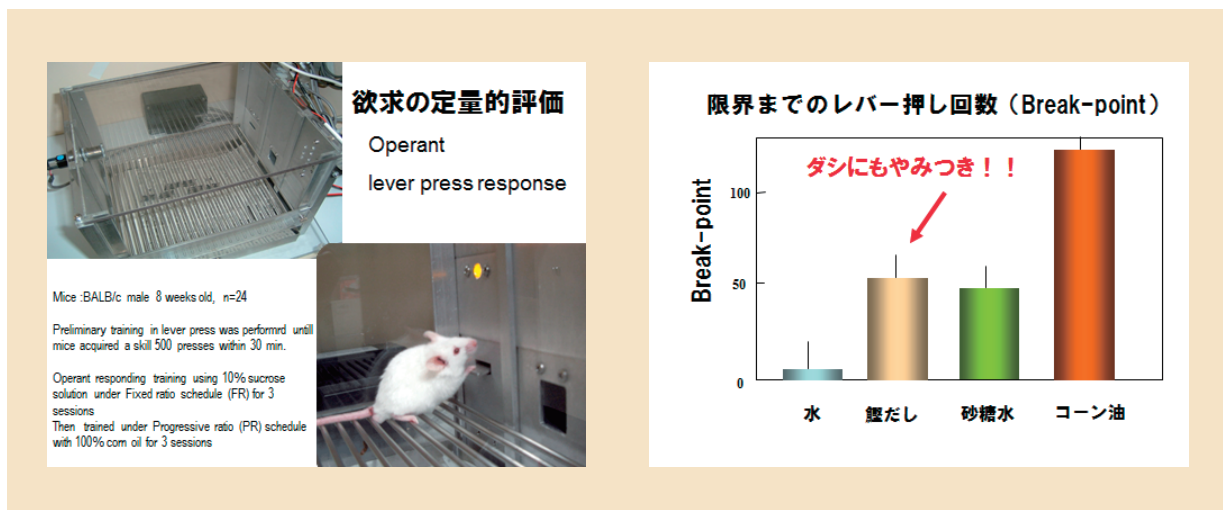 欲求の定量的評価
Operant
lever press response
Mice :BALB/c male 8 weeks old, n=24
Preliminary training in lever press was performrd untill
mice acquired a skill 500 presses within 30 min.
Operant responding training using 10% sucrose
solution under Fixed ratio schedule (FR) for 3
sessions
Then trained under Progressive ratio (PR) schedule
with 100% corn oil for 3 sessions
限界までのレバー押し回数（Break-point）
ダシにもやみつき！！
Break-point
100
50
0
水
鰹だし
砂糖水
コーン油